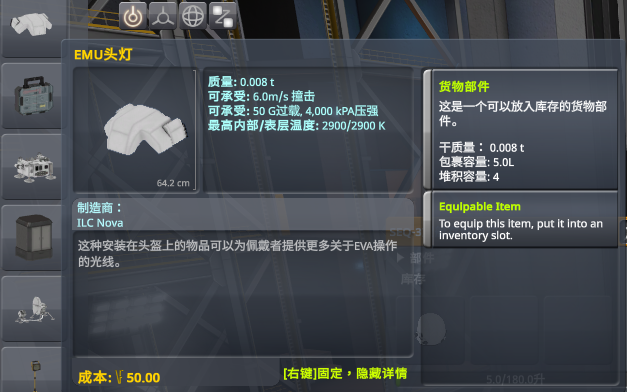 EMU头灯
质量: 0.008 t
可承受: 6.0m/s 撞击
可承受: 50 G过载, 4,000 kPA压强
最高内部/表层温度: 2900/2900 K
64.2 cm
制造商：
ILC Nova
这种安装在头盔上的物品可以为佩戴者提供更多关于EVA操作
的光线。
成本: 50.00
[右键]固定，隐藏详情
货物部件
这是一个可以放入库存的货物部
件。
干质量： 0.008 t
包裹容量: 5.0L
堆积容量: 4
Equipable Item
To equip this item, put it into an
inventory slot.
部件
库存
5.0/180.0升